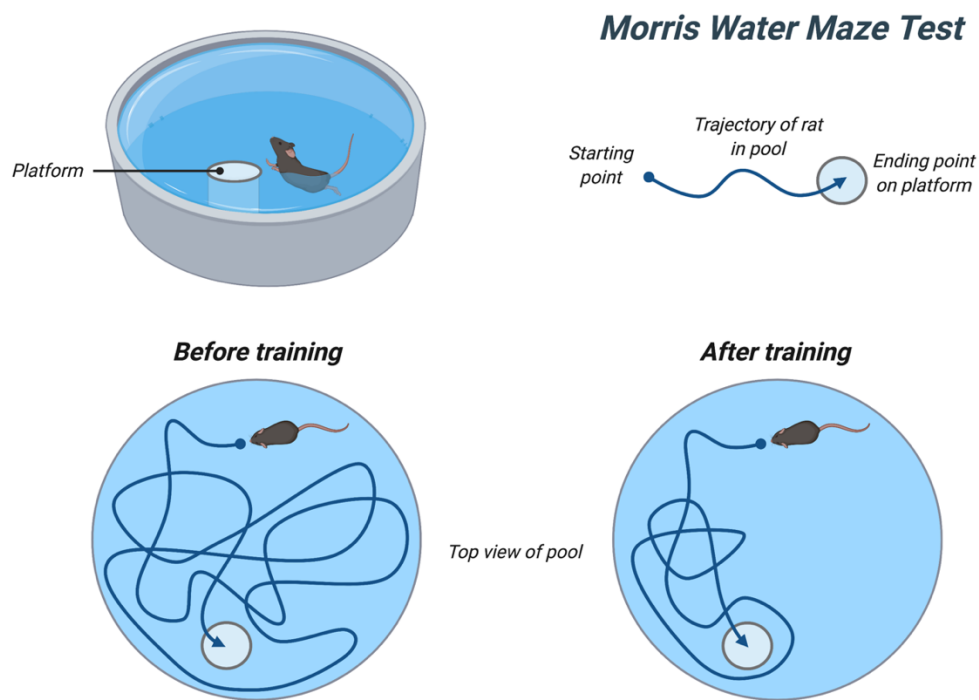 Morris Water Maze Test
Platform
Starting
point
Trajectory of rat
in pool
Ending point
on platform
Before training
After training
Top view of pool